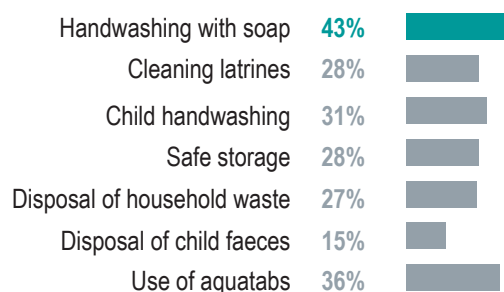 Handwashing with soap 43%
Cleaning latrines 28%
Child handwashing 31%
Safe storage 28%
Disposal of household waste 27%
Disposal of child faeces 15%
Use of aquatabs 36%